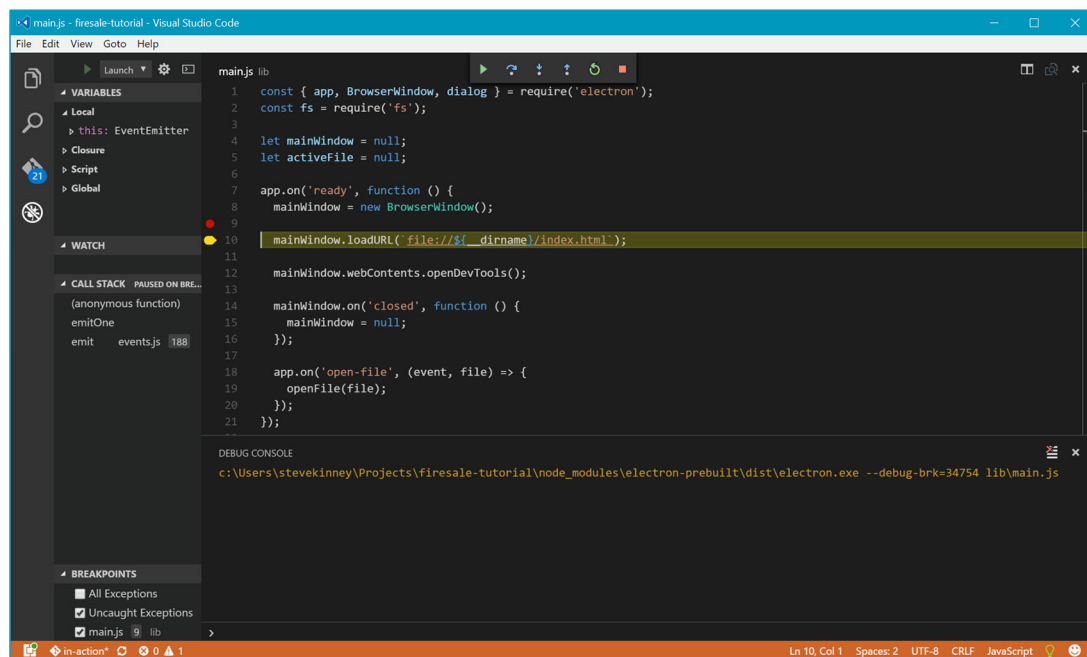 main.js - firesale-tutorial - Visual Studio Code
File Edit View Goto Help
Launch
VARIABLES
Local
this: EventEmitter
Closure
Script
Global
WATCH
CALL STACK PAUSED ON BRE...
(anonymous function)
emitOne
emit events.js 188
BREAKPOINTS
All Exceptions
Uncaught Exceptions
main.js 9 lib
21
main.js lib
1 const { app, BrowserWindow, dialog } = require('electron');
2 const fs = require('fs');
3
4 let mainWindow = null;
5 let activeFile = null;
6
7 app.on('ready', function () {
8 mainWindow = new BrowserWindow();
9
10 mainWindow.loadURL(`file://${__dirname}/index.html`);
11
12 mainWindow.webContents.openDevTools();
13
14 mainWindow.on('closed', function () {
15 mainWindow = null;
16 });
17
18 app.on('open-file', (event, file) => {
19 openFile(file);
20 });
21 });
DEBUG CONSOLE
c:\Users\stevekinney\Projects\firesale-tutorial\node_modules\electron-prebuilt\dist\electron.exe --debug-brk=34754 lib\main.js
in-action* 0 1 Ln 10, Col 1 Spaces: 2 UTF-8 CRLF JavaScript